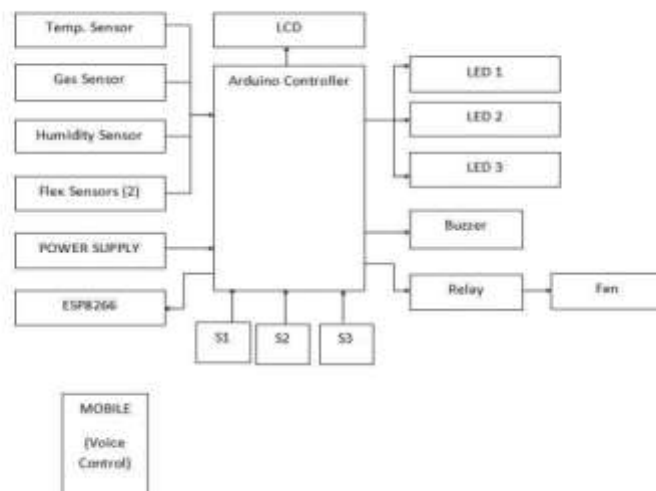 Temp. Sensor
LCD
Gas Sensor
Arduino Controller
LED 1
LED 2
Humidity Sensor
LED 3
Flex Sensors (2)
Buzzer
POWER SUPPLY
ESP8266
Relay
Fan
S1
S2
S3
MOBILE
(Voice
Control)